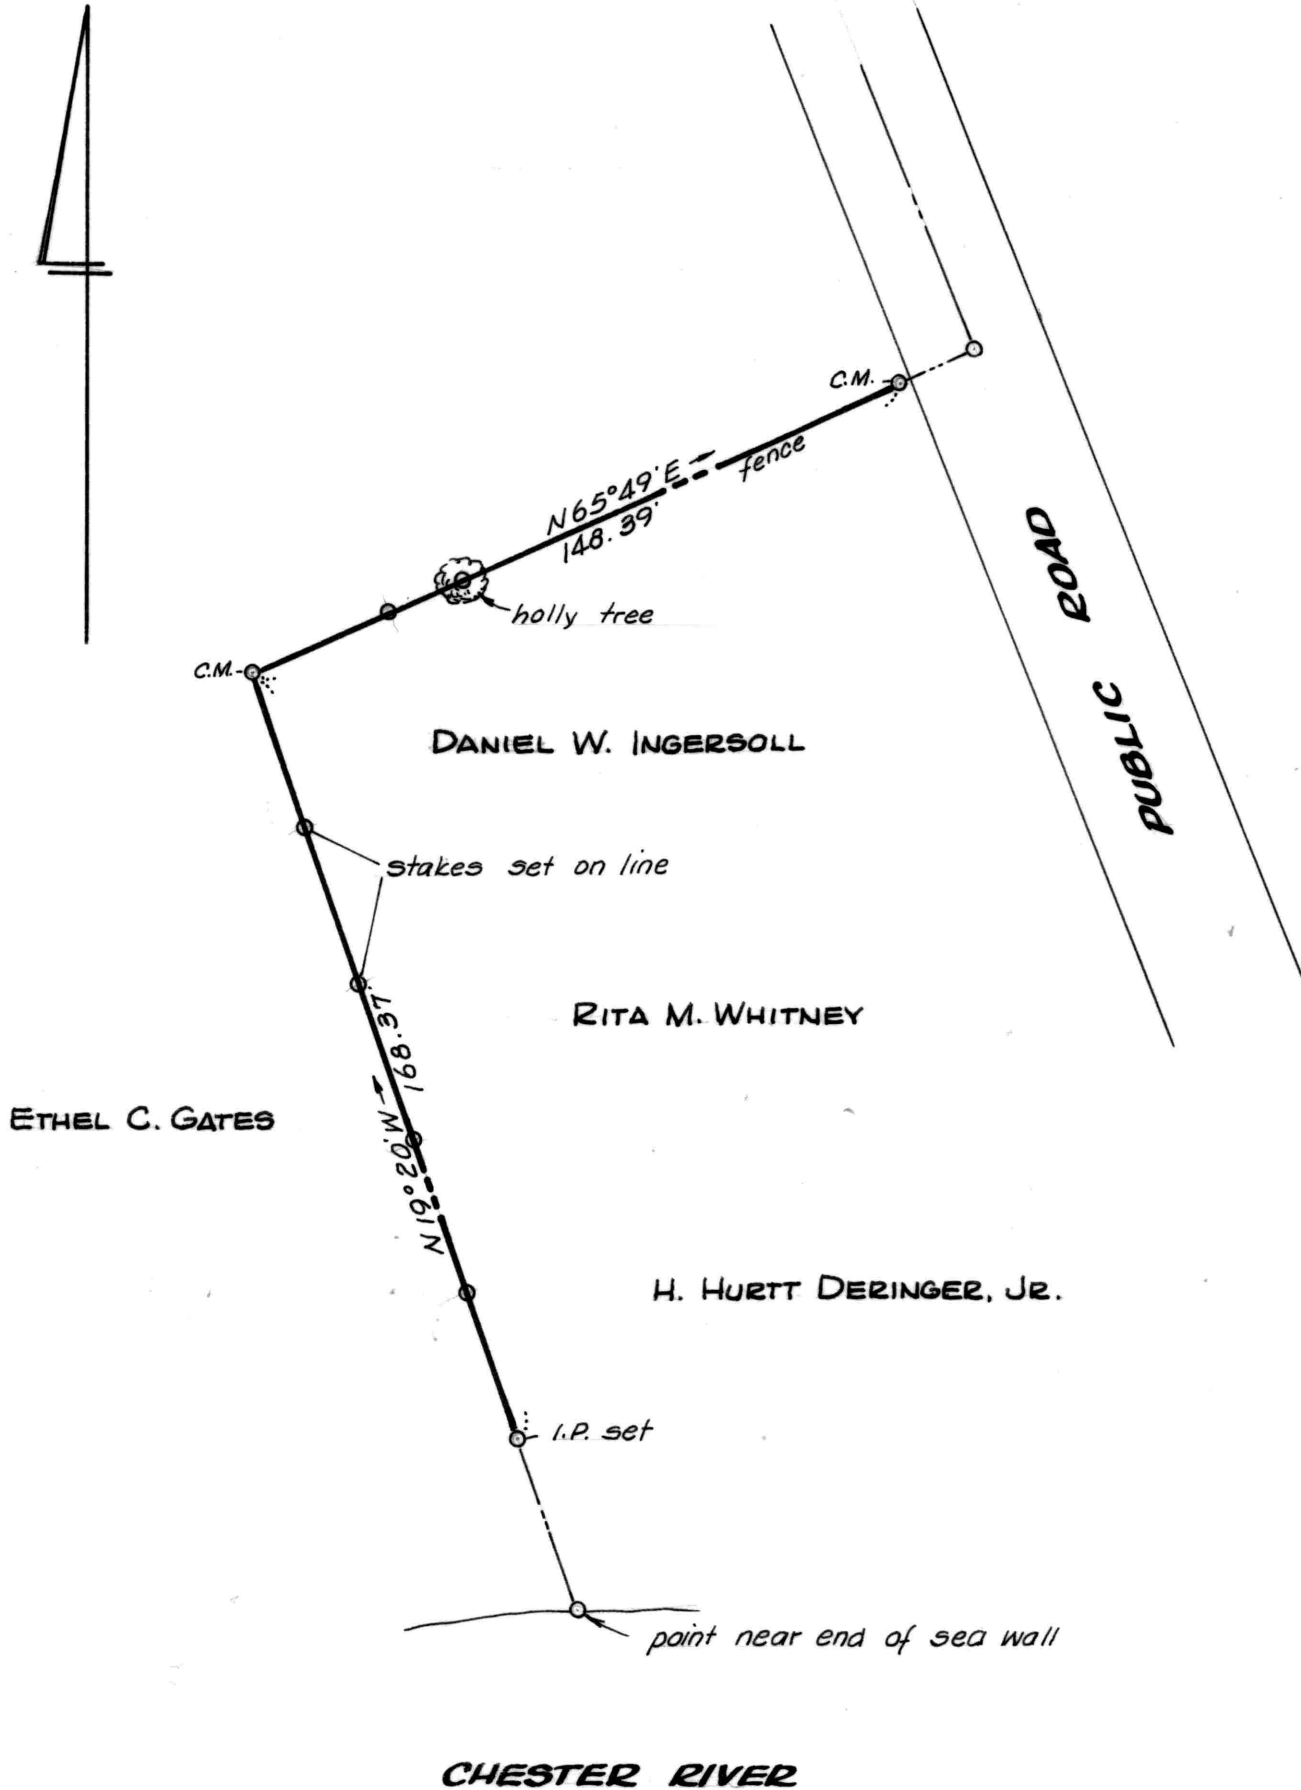 C.M.
N65°49'E
148.39'
fence
holly tree
C.M.
PUBLIC ROAD
DANIEL W. INGERSOLL
stakes set on line
RITA M. WHITNEY
N19°20'W 168.37'
ETHEL C. GATES
H. HURTT DERINGER, JR.
I.P. set
point near end of sea wall
CHESTER RIVER